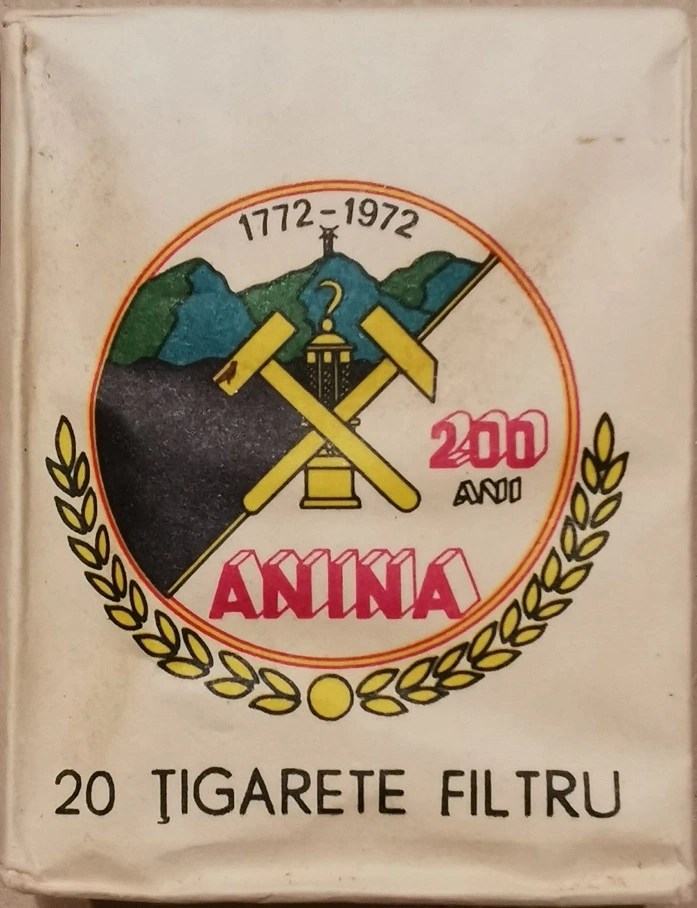 1772-1972
200
ANI
ANINA
20 ŢIGARETE FILTRU